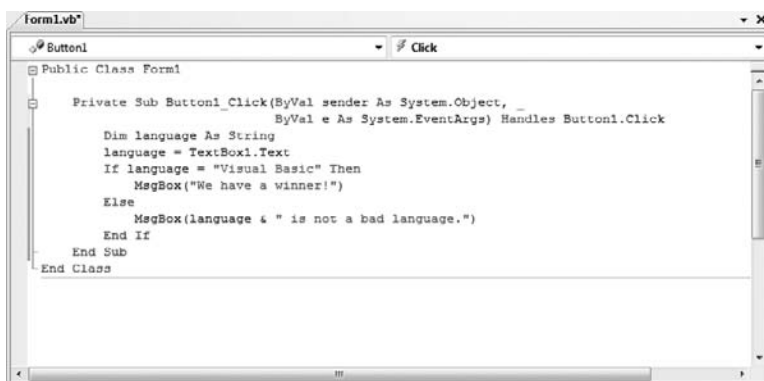 Form1.vb*
Button1
Click
Public Class Form1
Private Sub Button1_Click(ByVal sender As System.Object, _
ByVal e As System.EventArgs) Handles Button1.Click
Dim language As String
language = TextBox1.Text
If language = "Visual Basic" Then
MsgBox("We have a winner!")
Else
MsgBox(language & " is not a bad language.")
End If
End Sub
End Class